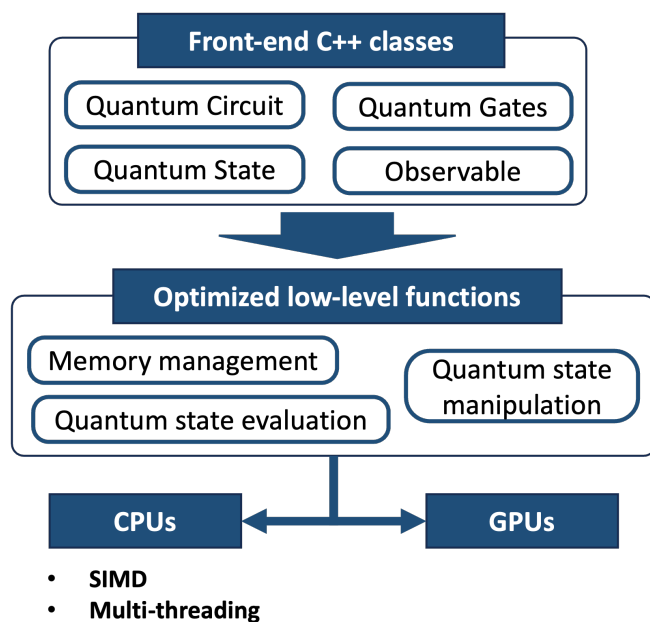 Front-end C++ classes
Quantum Circuit
Quantum Gates
Quantum State
Observable
Optimized low-level functions
Memory management
Quantum state
manipulation
Quantum state evaluation
CPUs
GPUs
• SIMD
• Multi-threading